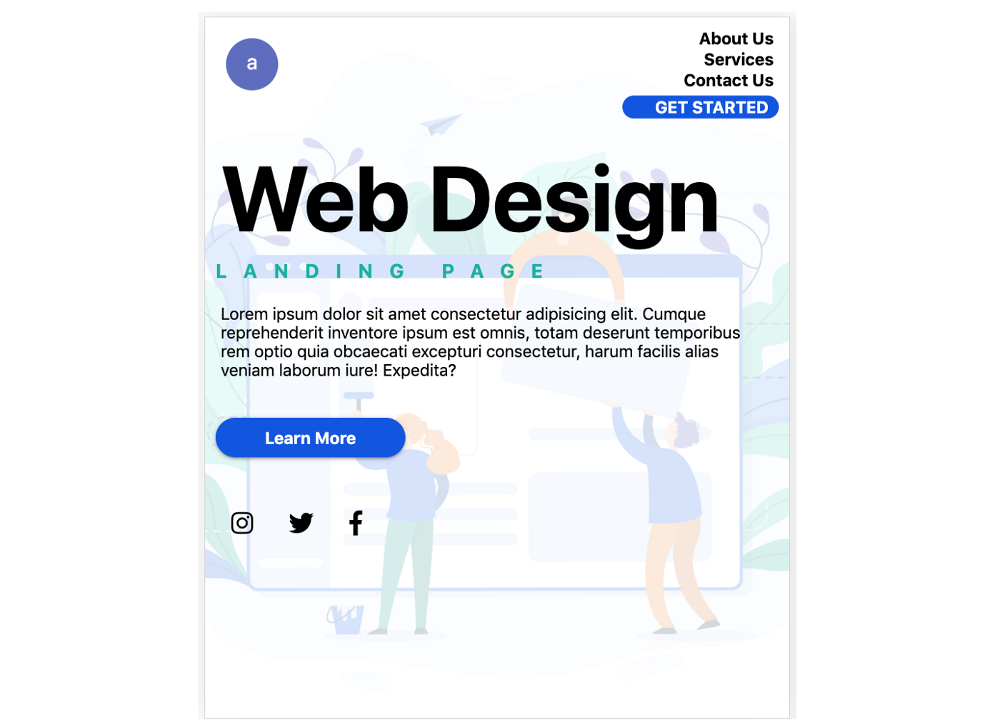 a
About Us
Services
Contact Us
GET STARTED
Web Design
LANDING PAGE
Lorem ipsum dolor sit amet consectetur adipisicing elit. Cumque
reprehenderit inventore ipsum est omnis, totam deserunt temporibus
rem optio quia obcaecati excepturi consectetur, harum facilis alias
veniam laborum iure! Expedita?
Learn More